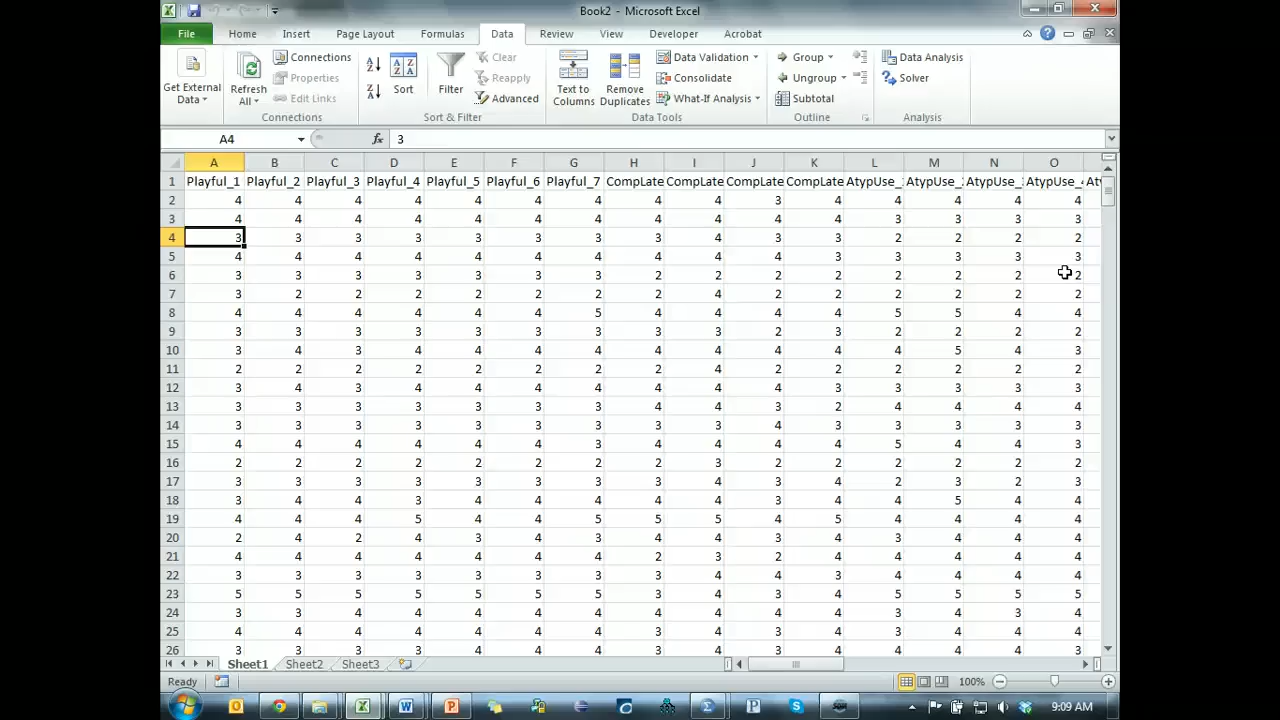 Book2 - Microsoft Excel
File Home Insert Page Layout Formulas Data Review View Developer Acrobat
Get External Data
Refresh All
Connections
Properties
Edit Links
Connections
Sort
Filter
Clear
Reapply
Advanced
Sort & Filter
Text to Columns
Remove Duplicates
Data Validation
Consolidate
What-If Analysis
Data Tools
Group
Ungroup
Subtotal
Outline
Data Analysis
Solver
Analysis
A4 fx 3
A B C D E F G H I J K L M N O
1 Playful_1 Playful_2 Playful_3 Playful_4 Playful_5 Playful_6 Playful_7 CompLate CompLate CompLate CompLate AtypUse_ AtypUse_ AtypUse_ AtypUse_ Aty
2 4 4 4 4 4 4 4 4 4 3 4 4 4 4 4
3 4 4 4 4 4 4 4 4 4 4 4 3 3 3 3
4 3 3 3 3 3 3 3 3 4 3 3 2 2 2 2
5 4 4 4 4 4 4 4 4 4 4 3 3 3 3 3
6 3 3 3 3 3 3 3 2 2 2 2 2 2 2 2
7 3 2 2 2 2 2 2 2 4 2 2 2 2 2 2
8 4 4 4 4 4 4 5 4 4 4 4 5 5 4 4
9 3 3 3 3 3 3 3 3 3 2 3 2 2 2 2
10 3 4 3 4 4 4 4 4 4 4 4 4 5 4 3
11 2 2 2 2 2 2 2 2 4 2 2 2 2 2 2
12 3 4 3 4 4 4 4 4 4 4 3 3 3 3 3
13 3 3 3 3 3 3 3 4 4 3 2 4 4 4 4
14 3 3 3 3 3 3 3 3 3 4 3 4 4 4 4
15 4 4 4 4 4 4 3 4 4 4 4 5 4 4 3
16 2 2 2 2 2 2 2 2 3 2 2 2 2 2 2
17 3 3 3 3 3 3 3 3 4 3 4 2 3 2 3
18 3 4 4 3 4 4 4 4 4 3 4 4 5 4 4
19 4 4 4 5 4 4 5 5 5 4 5 4 4 4 4
20 2 4 2 4 3 4 3 4 4 3 4 3 4 4 4
21 4 4 4 4 4 4 4 2 3 2 4 4 4 4 4
22 3 3 3 3 3 3 3 3 4 4 3 4 4 4 4
23 5 5 5 5 5 5 5 3 4 3 4 5 5 5 5
24 3 3 4 4 4 4 4 4 4 4 4 3 4 3 4
25 4 4 4 4 4 4 4 3 4 3 4 3 4 4 4
26 3 3 3 3 4 4 4 4 4 3 4 4 4 4 4
Sheet1 Sheet2 Sheet3
Ready 100%
9:09 AM